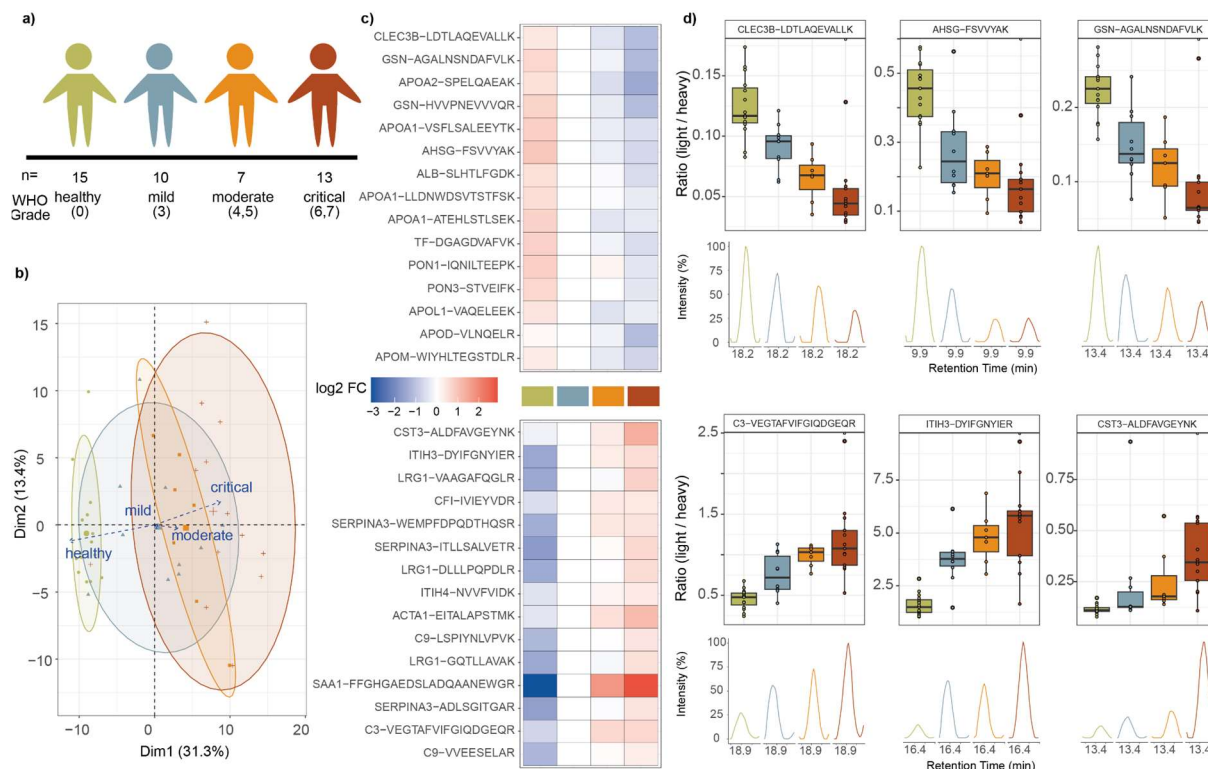 a)
n= 15 10 7 13
WHO healthy mild moderate critical
Grade (0) (3) (4,5) (6,7)
b)
Dim2 (13.4%)
15
10
5
0
−5
−10
critical
mild
moderate
healthy
−10 0 10 20
Dim1 (31.3%)
c)
CLEC3B−LDTLAQEVALLK
GSN−AGALNSNDAFVLK
APOA2−SPELQAEAK
GSN−HVVPNEVVVQR
APOA1−VSFLSALEEYTK
AHSG−FSVVYAK
ALB−SLHTLFGDK
APOA1−LLDNWDSVTSTFSK
APOA1−ATEHLSTLSEK
TF−DGAGDVAFVK
PON1−IQNILTEEPK
PON3−STVEIFK
APOL1−VAQELEEK
APOD−VLNQELR
APOM−WIYHLTEGSTDLR
log2 FC
−3 −2 −1 0 1 2
CST3−ALDFAVGEYNK
ITIH3−DYIFGNYIER
LRG1−VAAGAFQGLR
CFI−IVIEYVDR
SERPINA3−WEMPFDPQDTHQSR
SERPINA3−ITLLSALVETR
LRG1−DLLLPQPDLR
ITIH4−NVVFVIDK
ACTA1−EITALAPSTMK
C9−LSPIYNLVPVK
LRG1−GQTLLAVAK
SAA1−FFGHGAEDSLADQAANEWGR
SERPINA3−ADLSGITGAR
C3−VEGTAFVIFGIQDGEQR
C9−VVEESELAR
d)
CLEC3B−LDTLAQEVALLK AHSG−FSVVYAK GSN−AGALNSNDAFVLK
Ratio (light / heavy)
0.15
0.10
0.05
0.5
0.3
0.1
0.2
0.1
Intensity (%)
100
75
50
25
0
18.2 18.2 18.2 18.2 9.9 9.9 9.9 9.9 13.4 13.4 13.4 13.4
Retention Time (min)
C3−VEGTAFVIFGIQDGEQR ITIH3−DYIFGNYIER CST3−ALDFAVGEYNK
Ratio (light / heavy)
2.5
1.5
1.0
0.5
7.5
5.0
2.5
0.75
0.50
0.25
Intensity (%)
100
75
50
25
0
18.9 18.9 18.9 18.9 16.4 16.4 16.4 16.4 13.4 13.4 13.4 13.4
Retention Time (min)